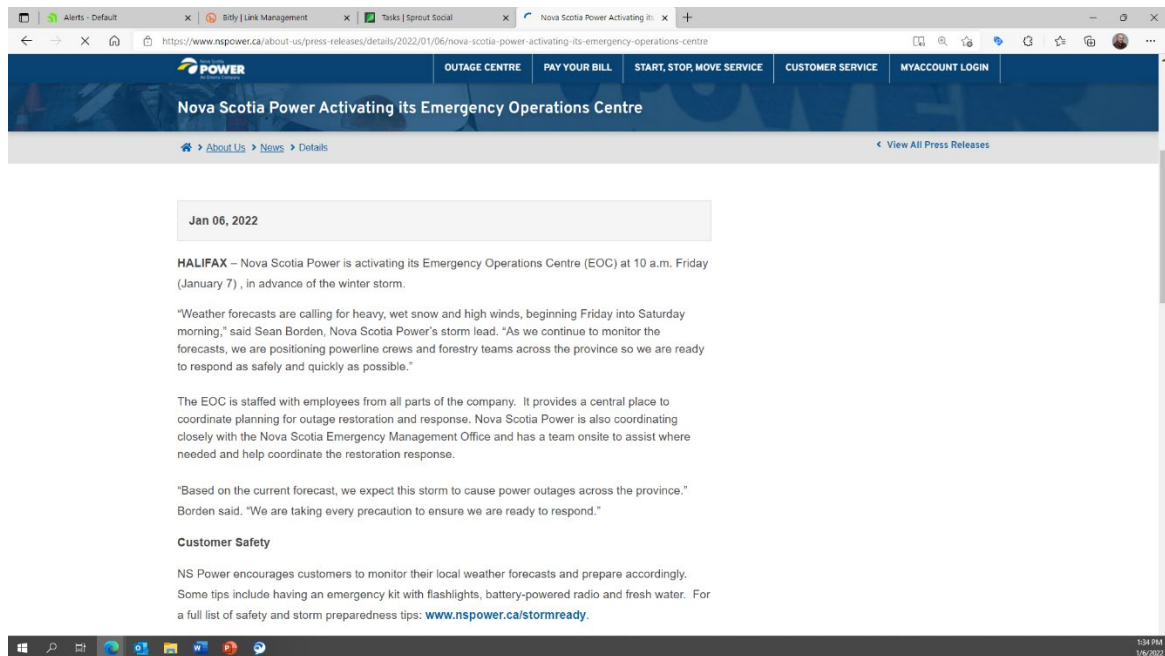 Alerts - Default
Bitly | Link Management
Tasks | Sprout Social
Nova Scotia Power Activating its
https://www.nspower.ca/about-us/press-releases/details/2022/01/06/nova-scotia-power-activating-its-emergency-operations-centre
POWER
OUTAGE CENTRE
PAY YOUR BILL
START, STOP, MOVE SERVICE
CUSTOMER SERVICE
MYACCOUNT LOGIN
Nova Scotia Power Activating its Emergency Operations Centre
> About Us > News > Details
< View All Press Releases
Jan 06, 2022
HALIFAX – Nova Scotia Power is activating its Emergency Operations Centre (EOC) at 10 a.m. Friday
(January 7) , in advance of the winter storm.
“Weather forecasts are calling for heavy, wet snow and high winds, beginning Friday into Saturday
morning,” said Sean Borden, Nova Scotia Power’s storm lead. “As we continue to monitor the
forecasts, we are positioning powerline crews and forestry teams across the province so we are ready
to respond as safely and quickly as possible.”
The EOC is staffed with employees from all parts of the company.  It provides a central place to
coordinate planning for outage restoration and response. Nova Scotia Power is also coordinating
closely with the Nova Scotia Emergency Management Office and has a team onsite to assist where
needed and help coordinate the restoration response.
“Based on the current forecast, we expect this storm to cause power outages across the province.”
Borden said. “We are taking every precaution to ensure we are ready to respond.”
Customer Safety
NS Power encourages customers to monitor their local weather forecasts and prepare accordingly.
Some tips include having an emergency kit with flashlights, battery-powered radio and fresh water.  For
a full list of safety and storm preparedness tips: www.nspower.ca/stormready.
1:34 PM
1/6/2022